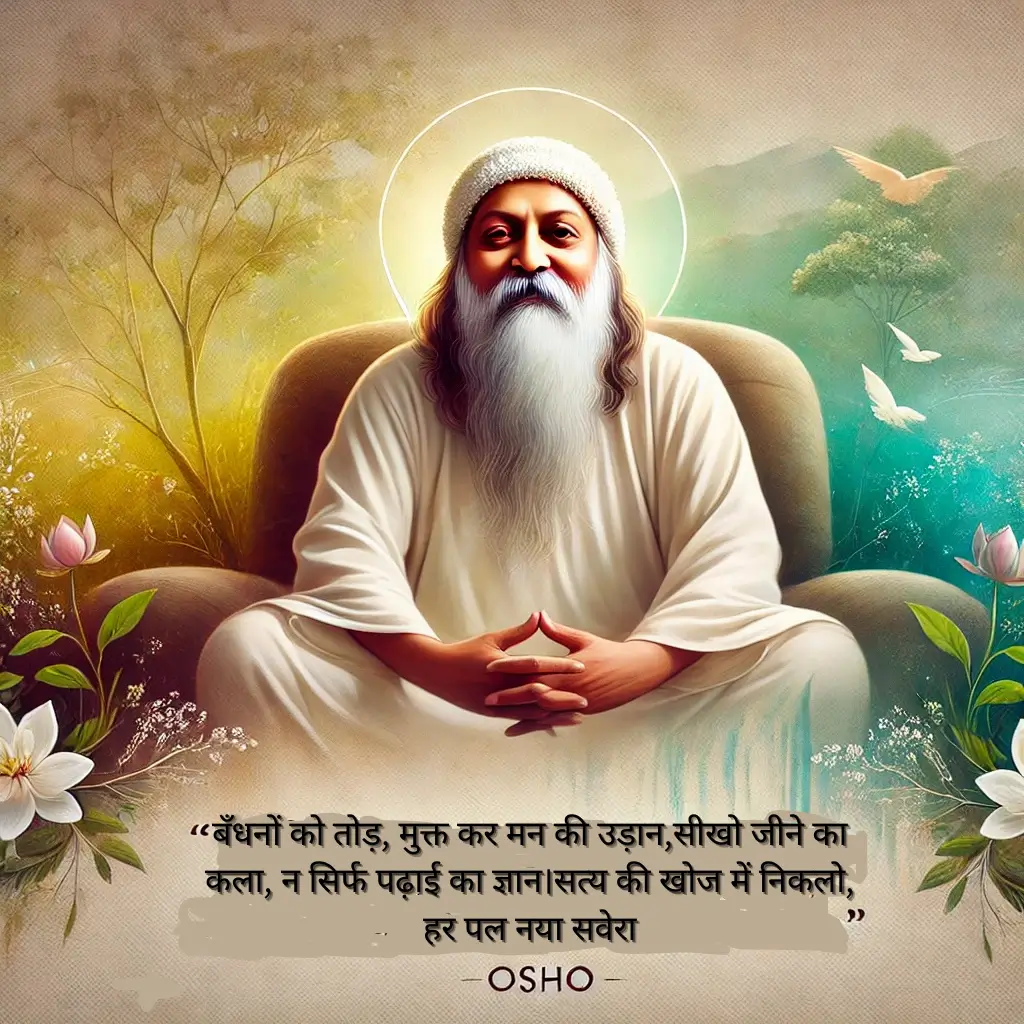 “बँधनों को तोड़, मुक्त कर मन की उड़ान,सीखो जीने का
कला, न सिर्फ पढ़ाई का ज्ञान।सत्य की खोज में निकलो,
हर पल नया सवेरा ”
— OSHO —